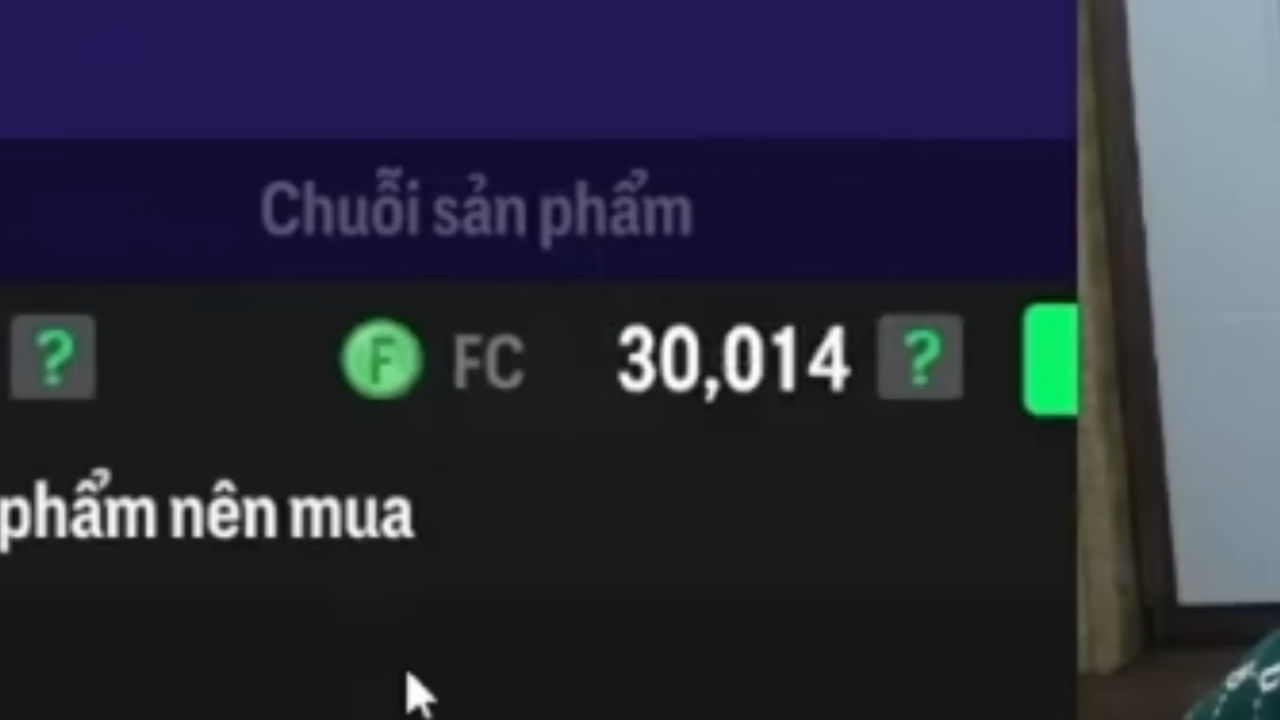 Chuỗi sản phẩm
? F FC 30,014 ?
phẩm nên mua